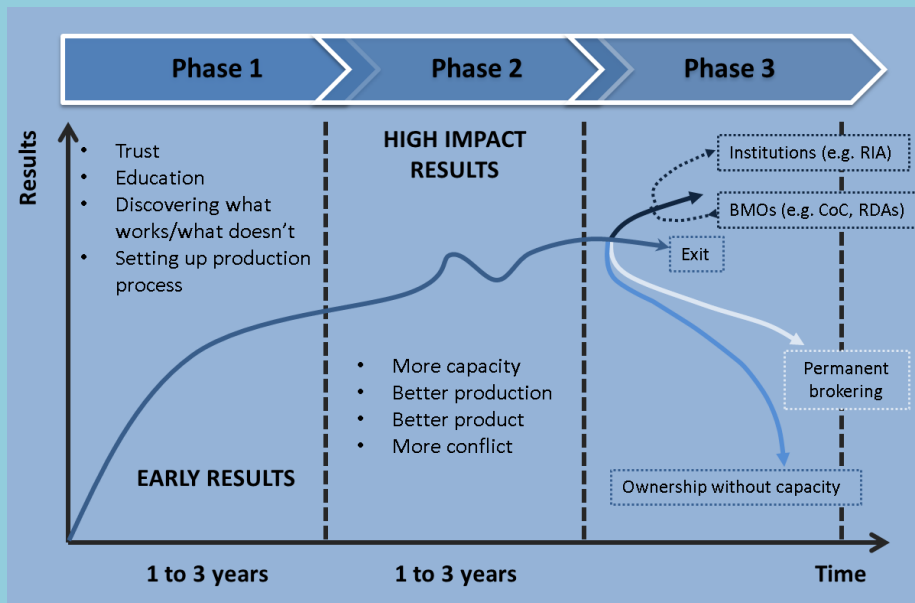 Phase 1
Phase 2
Phase 3
Results
• Trust
• Education
• Discovering what
works/what doesn't
• Setting up production
process
EARLY RESULTS
HIGH IMPACT
RESULTS
• More capacity
• Better production
• Better product
• More conflict
Institutions (e.g. RIA)
BMOs (e.g. CoC, RDAs)
Exit
Permanent
brokering
Ownership without capacity
1 to 3 years
1 to 3 years
Time